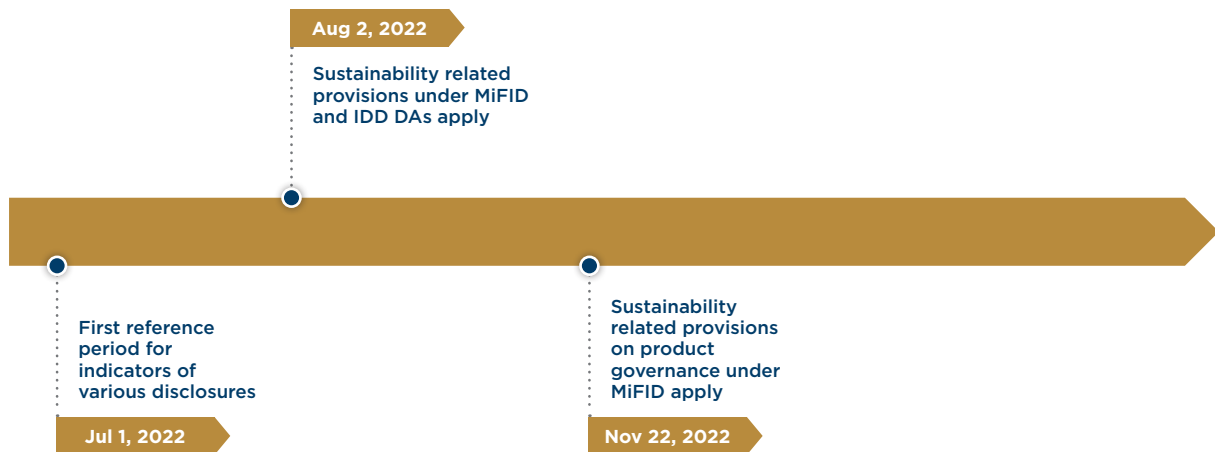 Aug 2, 2022
Sustainability related
provisions under MiFID
and IDD DAs apply
First reference
period for
indicators of
various disclosures
Jul 1, 2022
Sustainability
related provisions
on product
governance under
MiFID apply
Nov 22, 2022